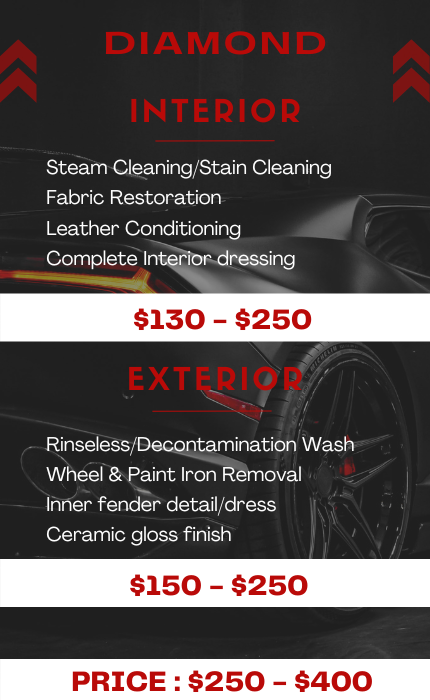 DIAMOND
INTERIOR
Steam Cleaning/Stain Cleaning
Fabric Restoration
Leather Conditioning
Complete Interior dressing
$130 – $250
EXTERIOR
Rinseless/Decontamination Wash
Wheel & Paint Iron Removal
Inner fender detail/dress
Ceramic gloss finish
$150 – $250
PRICE : $250 – $400